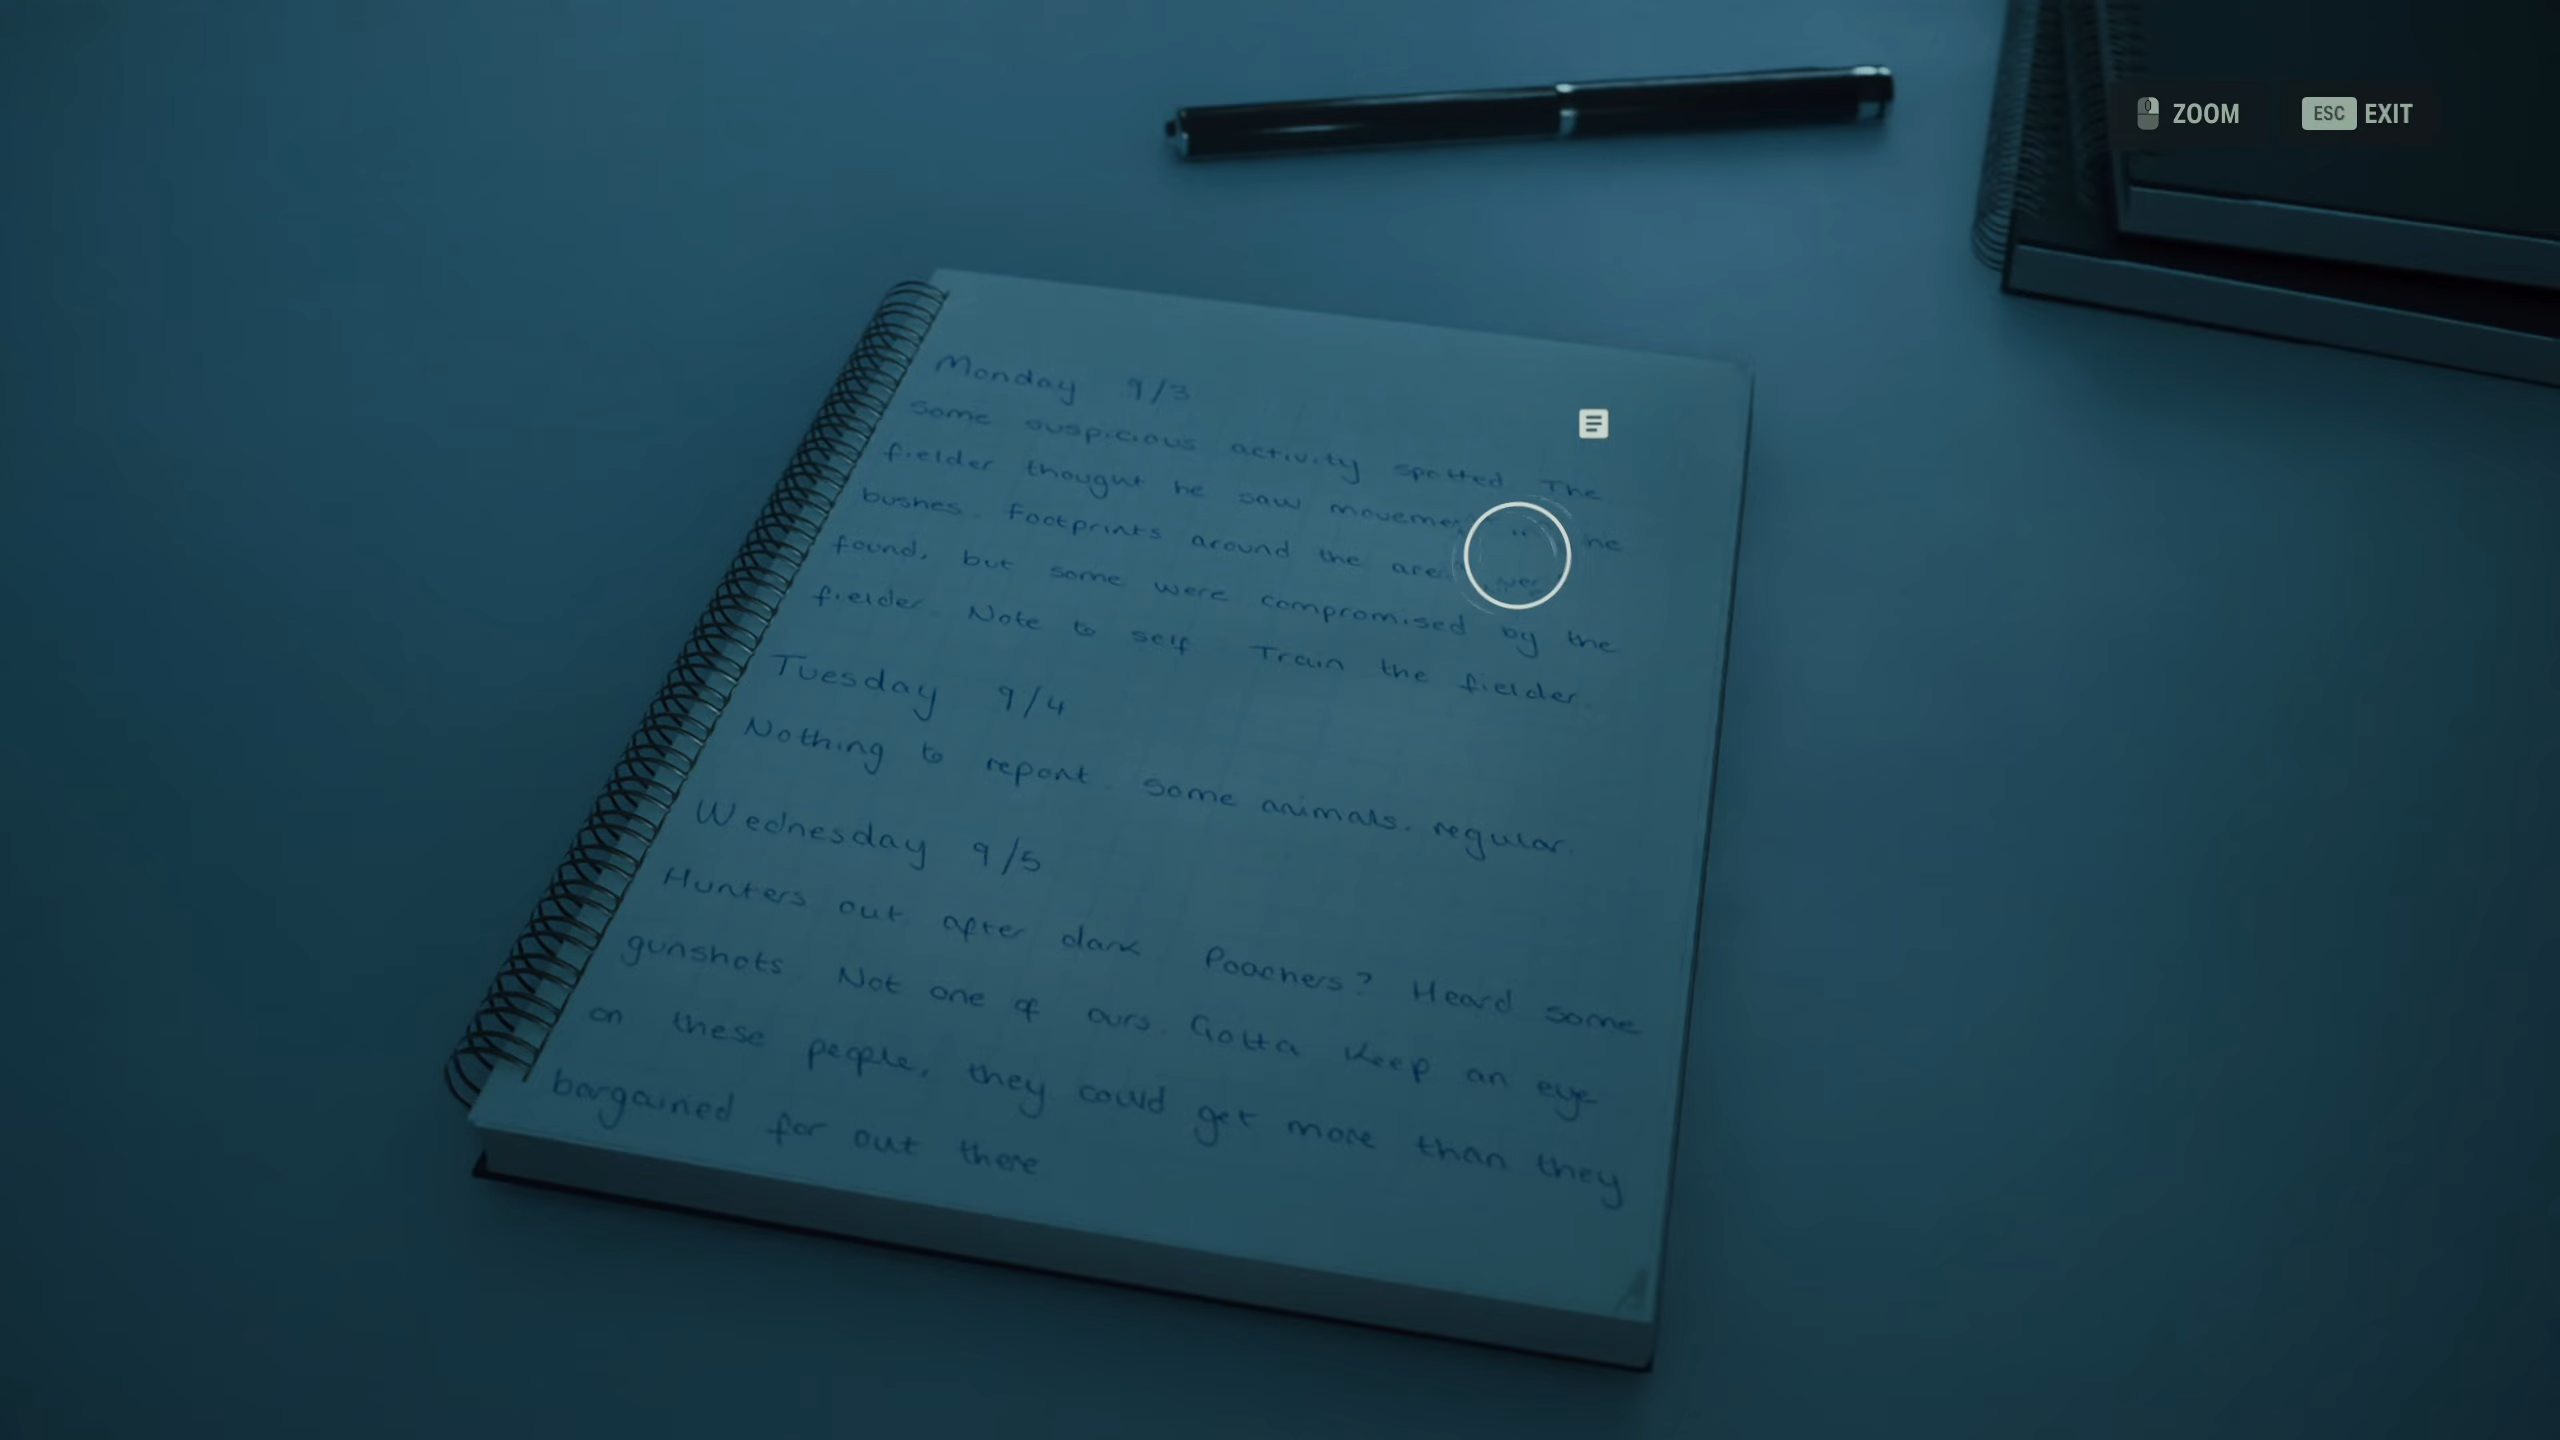 ZOOM
ESC EXIT
Monday 9/3
Some suspicious activity spotted. The
fielder thought he saw
bushes. Footprints around the
found, but some were compromised by the
fielder. Note to self. Train the fielder.
Tuesday 9/4
Nothing to report. Some animals. regular.
Wednesday 9/5
Hunters out after dark. Poachers? Heard some
gunshots. Not one of ours. Gotta keep an eye
on these people, they could get more than they
bargained for out there